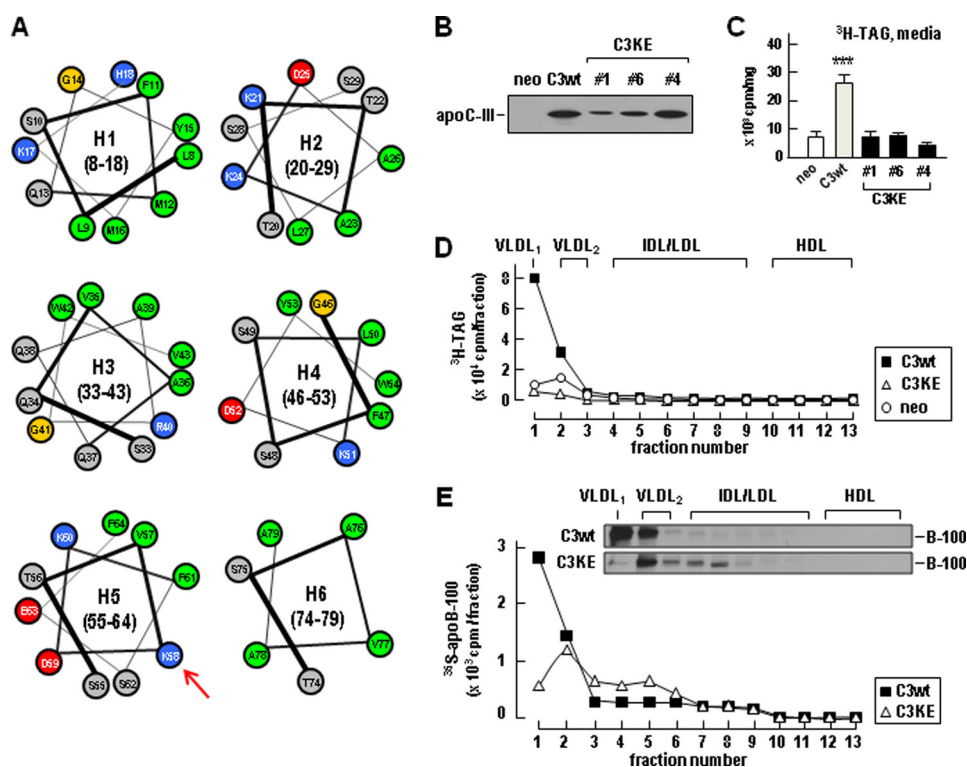 A
G14
H18
F11
S10
Y15
K17
L8
H1
(8-18)
Q13
M12
L9
M16
D25
S29
K21
T22
S28
H2
(20-29)
A26
K24
T20
L27
A23
V35
W42
A39
Q38
V43
H3
(33-43)
A36
Q34
G41
R40
Q37
S33
Y53
G46
S49
L50
H4
(46-53)
W54
D52
F47
S48
K51
F64
V57
K60
T56
F61
H5
(55-64)
E63
D59
K58
S55
S62
A79
A76
S75
H6
(74-79)
A78
V77
T74
B
C3KE
neo C3wt #1 #6 #4
apoC-III
C
³H-TAG, media
x 10³ cpm/mg
40
30
20
10
0
***
neo
C3wt
#1 #6 #4
C3KE
D
VLDL₁ VLDL₂ IDL/LDL HDL
³H-TAG
(x 10⁴ cpm/fraction)
8
6
4
2
0
1 2 3 4 5 6 7 8 9 10 11 12 13
fraction number
C3wt
C3KE
neo
E
VLDL₁ VLDL₂ IDL/LDL HDL
C3wt
B-100
C3KE
B-100
³⁵S-apoB-100
(x 10³ cpm/fraction)
3
2
1
0
1 2 3 4 5 6 7 8 9 10 11 12 13
fraction number
C3wt
C3KE